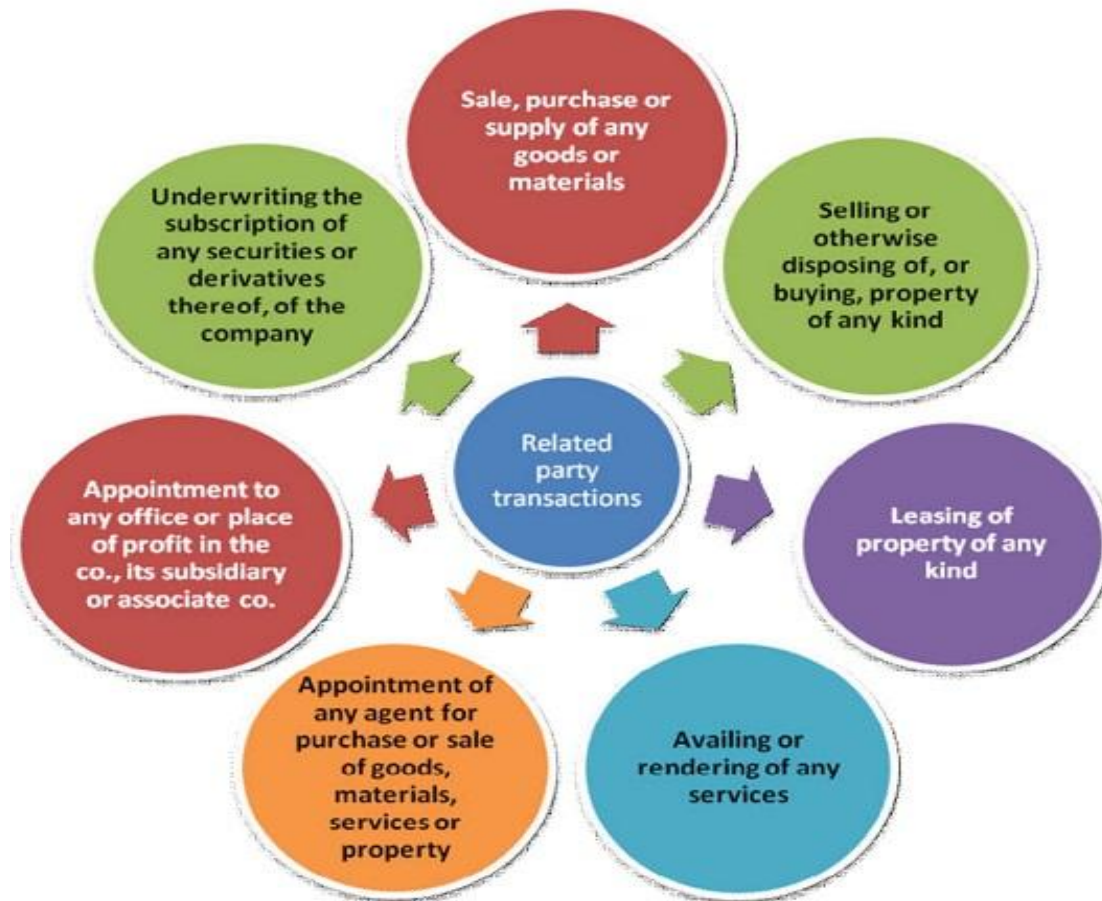 Sale, purchase or
supply of any
goods or
materials
Selling or
otherwise
disposing of, or
buying, property
of any kind
Leasing of
property of any
kind
Availing or
rendering of any
services
Appointment of
any agent for
purchase or sale
of goods,
materials,
services or
property
Appointment to
any office or place
of profit in the
co., its subsidiary
or associate co.
Underwriting the
subscription of
any securities or
derivatives
thereof, of the
company
Related
party
transactions